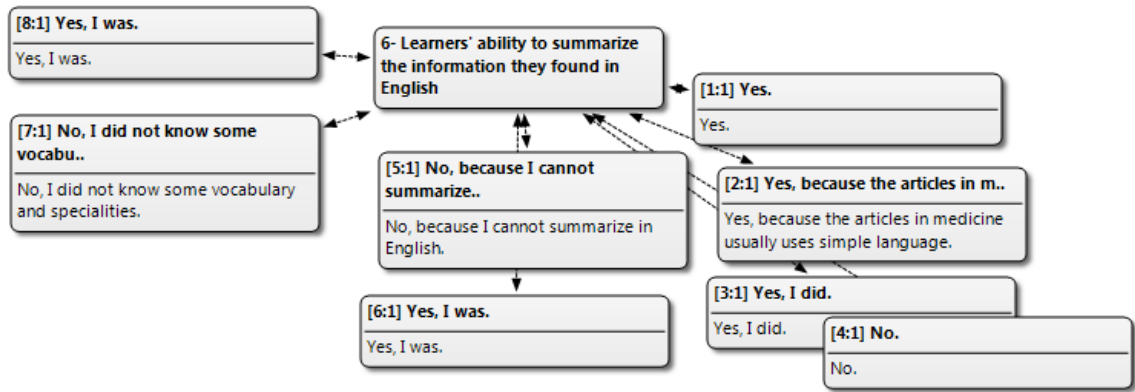 [8:1] Yes, I was.
Yes, I was.
6- Learners' ability to summarize
the information they found in
English
[1:1] Yes.
Yes.
[7:1] No, I did not know some
vocabu..
No, I did not know some vocabulary
and specialities.
[5:1] No, because I cannot
summarize..
No, because I cannot summarize in
English.
[2:1] Yes, because the articles in m..
Yes, because the articles in medicine
usually uses simple language.
[6:1] Yes, I was.
Yes, I was.
[3:1] Yes, I did.
Yes, I did.
[4:1] No.
No.